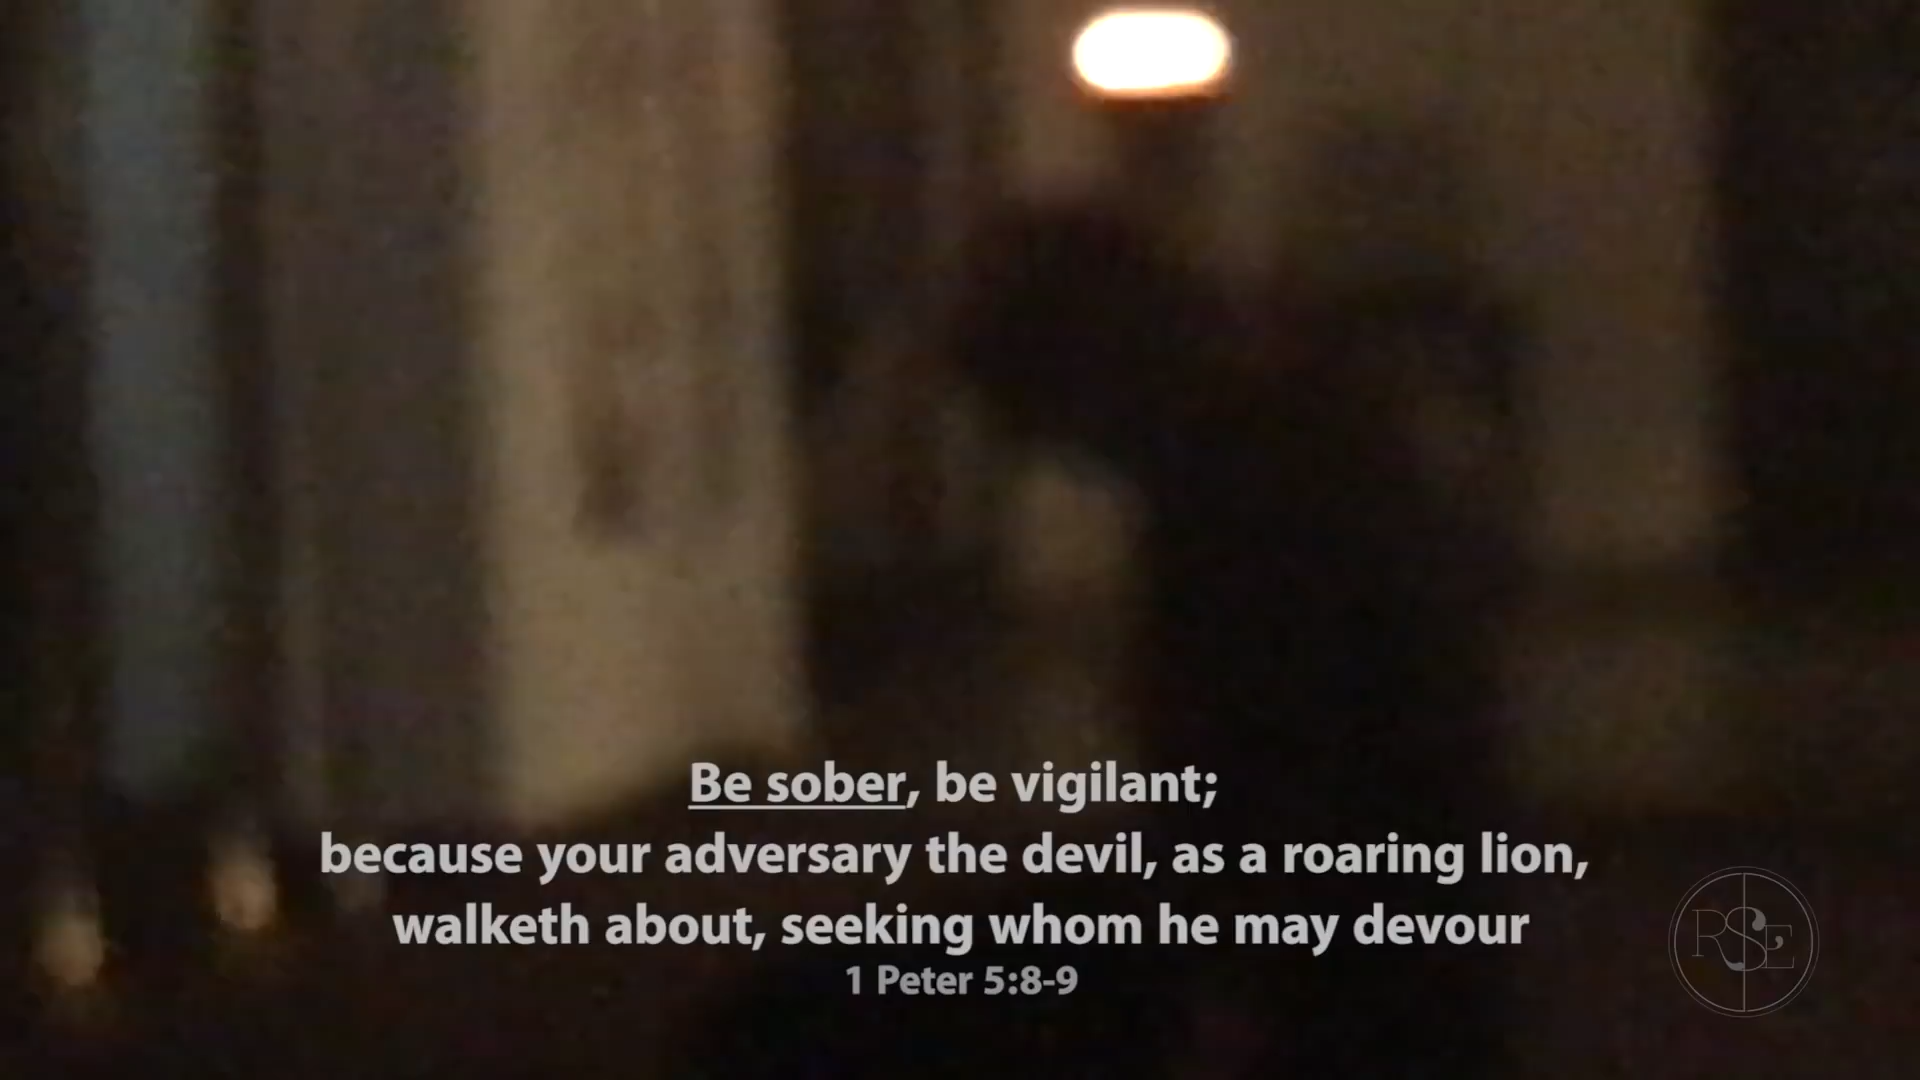 Be sober, be vigilant;
because your adversary the devil, as a roaring lion,
walketh about, seeking whom he may devour
1 Peter 5:8-9
RSE